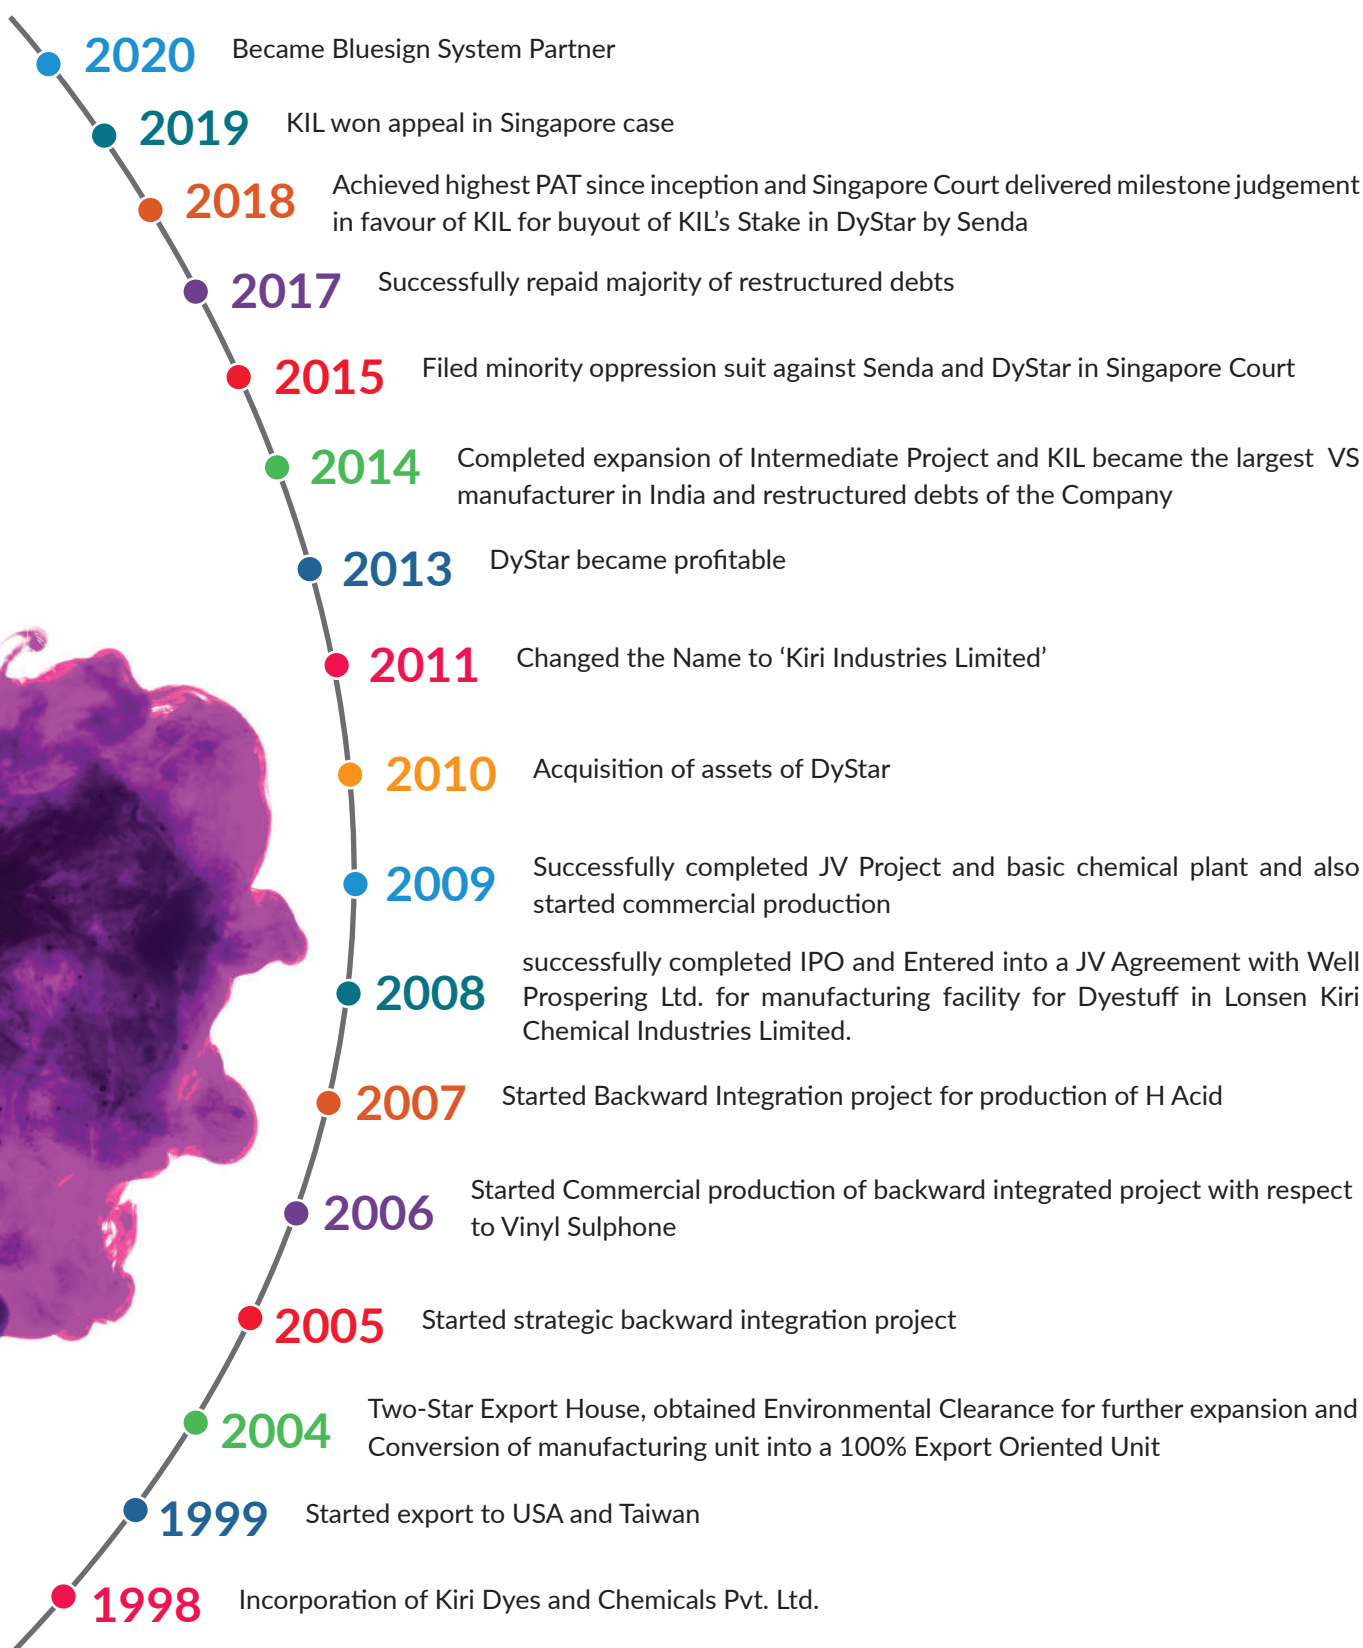 2020 Became Bluesign System Partner
2019 KIL won appeal in Singapore case
2018 Achieved highest PAT since inception and Singapore Court delivered milestone judgement
in favour of KIL for buyout of KIL’s Stake in DyStar by Senda
2017 Successfully repaid majority of restructured debts
2015 Filed minority oppression suit against Senda and DyStar in Singapore Court
2014 Completed expansion of Intermediate Project and KIL became the largest VS
manufacturer in India and restructured debts of the Company
2013 DyStar became profitable
2011 Changed the Name to ‘Kiri Industries Limited’
2010 Acquisition of assets of DyStar
2009 Successfully completed JV Project and basic chemical plant and also
started commercial production
2008 successfully completed IPO and Entered into a JV Agreement with Well
Prospering Ltd. for manufacturing facility for Dyestuff in Lonsen Kiri
Chemical Industries Limited.
2007 Started Backward Integration project for production of H Acid
2006 Started Commercial production of backward integrated project with respect
to Vinyl Sulphone
2005 Started strategic backward integration project
2004 Two-Star Export House, obtained Environmental Clearance for further expansion and
Conversion of manufacturing unit into a 100% Export Oriented Unit
1999 Started export to USA and Taiwan
1998 Incorporation of Kiri Dyes and Chemicals Pvt. Ltd.